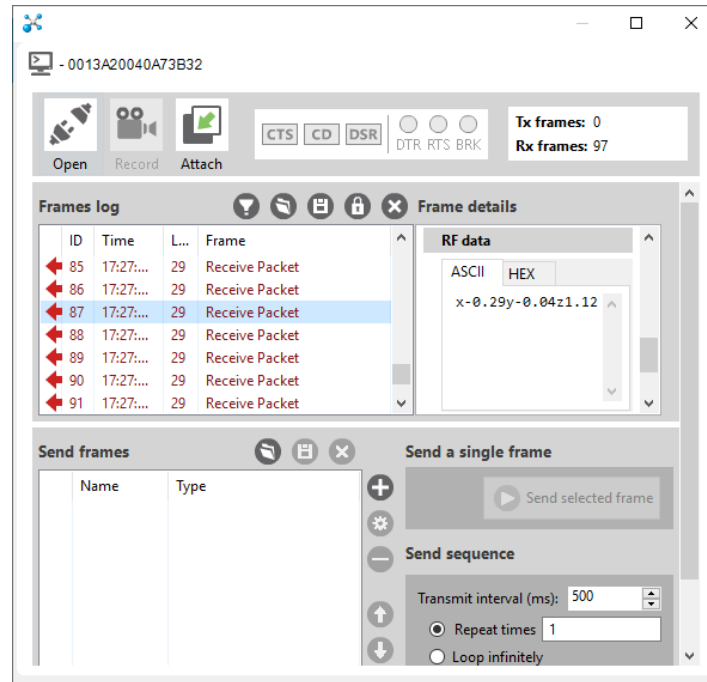 - 0013A20040A73B32
Open
Record
Attach
CTS
CD
DSR
DTR RTS BRK
Tx frames: 0
Rx frames: 97
Frames log
ID Time L... Frame
85 17:27:... 29 Receive Packet
86 17:27:... 29 Receive Packet
87 17:27:... 29 Receive Packet
88 17:27:... 29 Receive Packet
89 17:27:... 29 Receive Packet
90 17:27:... 29 Receive Packet
91 17:27:... 29 Receive Packet
Frame details
RF data
ASCII HEX
x-0.29y-0.04z1.12
Send frames
Name Type
Send a single frame
Send selected frame
Send sequence
Transmit interval (ms): 500
Repeat times 1
Loop infinitely